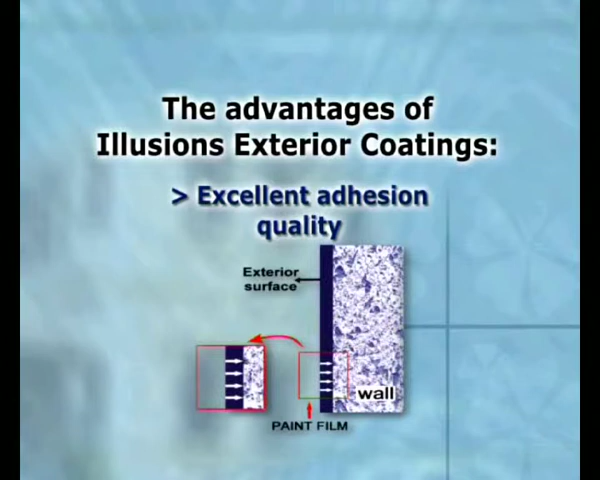 The advantages of
Illusions Exterior Coatings:
> Excellent adhesion
quality
Exterior
surface
wall
PAINT FILM